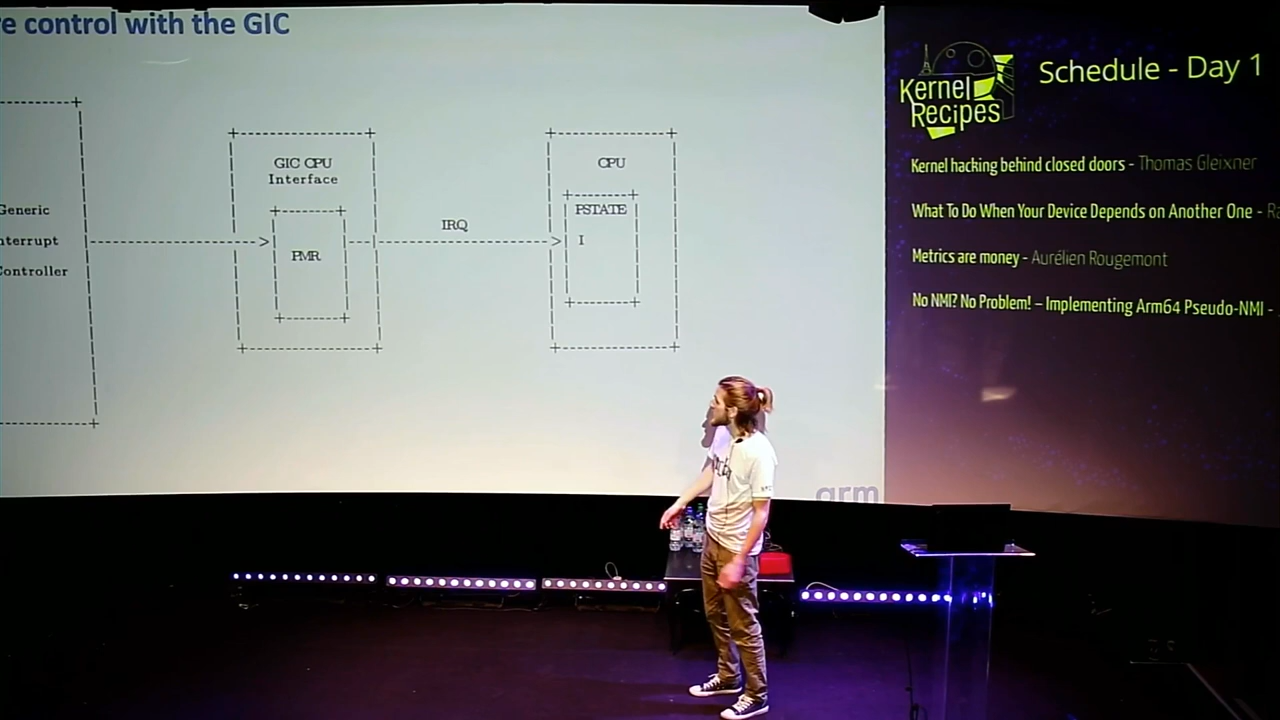 re control with the GIC
Generic
nterrupt
Controller
GIC CPU
Interface
PMR
IRQ
CPU
PSTATE
I
arm
Kernel
Recipes
Schedule - Day 1
Kernel hacking behind closed doors - Thomas Gleixner
What To Do When Your Device Depends on Another One - Ra
Metrics are money - Aurélien Rougemont
No NMI? No Problem! – Implementing Arm64 Pseudo-NMI -